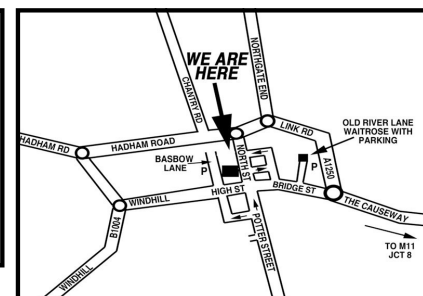 WE ARE
HERE
CHANTRY RD
NORTHGATE END
HADHAM RD
HADHAM ROAD
LINK RD
OLD RIVER LANE
WAITROSE WITH
PARKING
BASBOW
LANE
P
NORTH ST
P
A1250
HIGH ST
BRIDGE ST
WINDHILL
THE CAUSEWAY
B1004
POTTER STREET
TO M11
JCT 8
WINDHILL